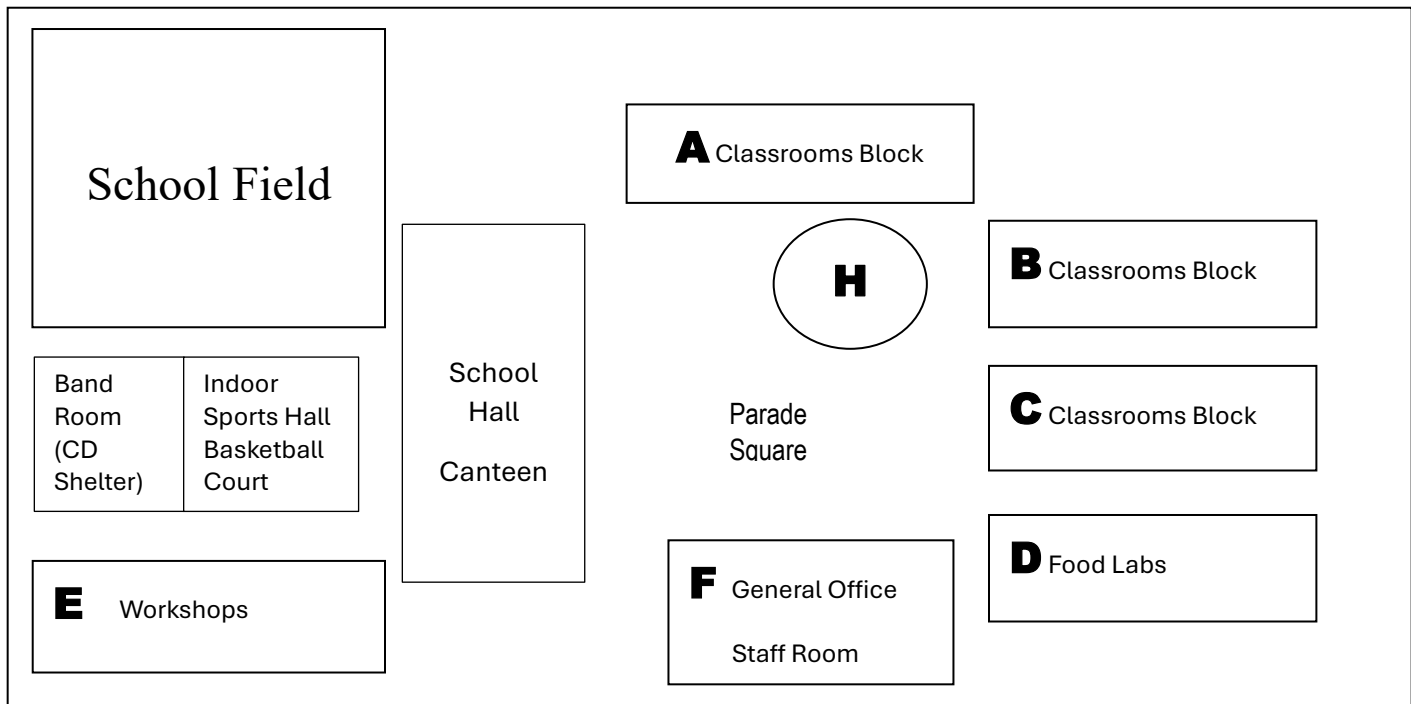 School Field
A Classrooms Block
H
B Classrooms Block
Band
Room
(CD
Shelter)
Indoor
Sports Hall
Basketball
Court
School
Hall
Canteen
Parade
Square
C Classrooms Block
E Workshops
F General Office
Staff Room
D Food Labs